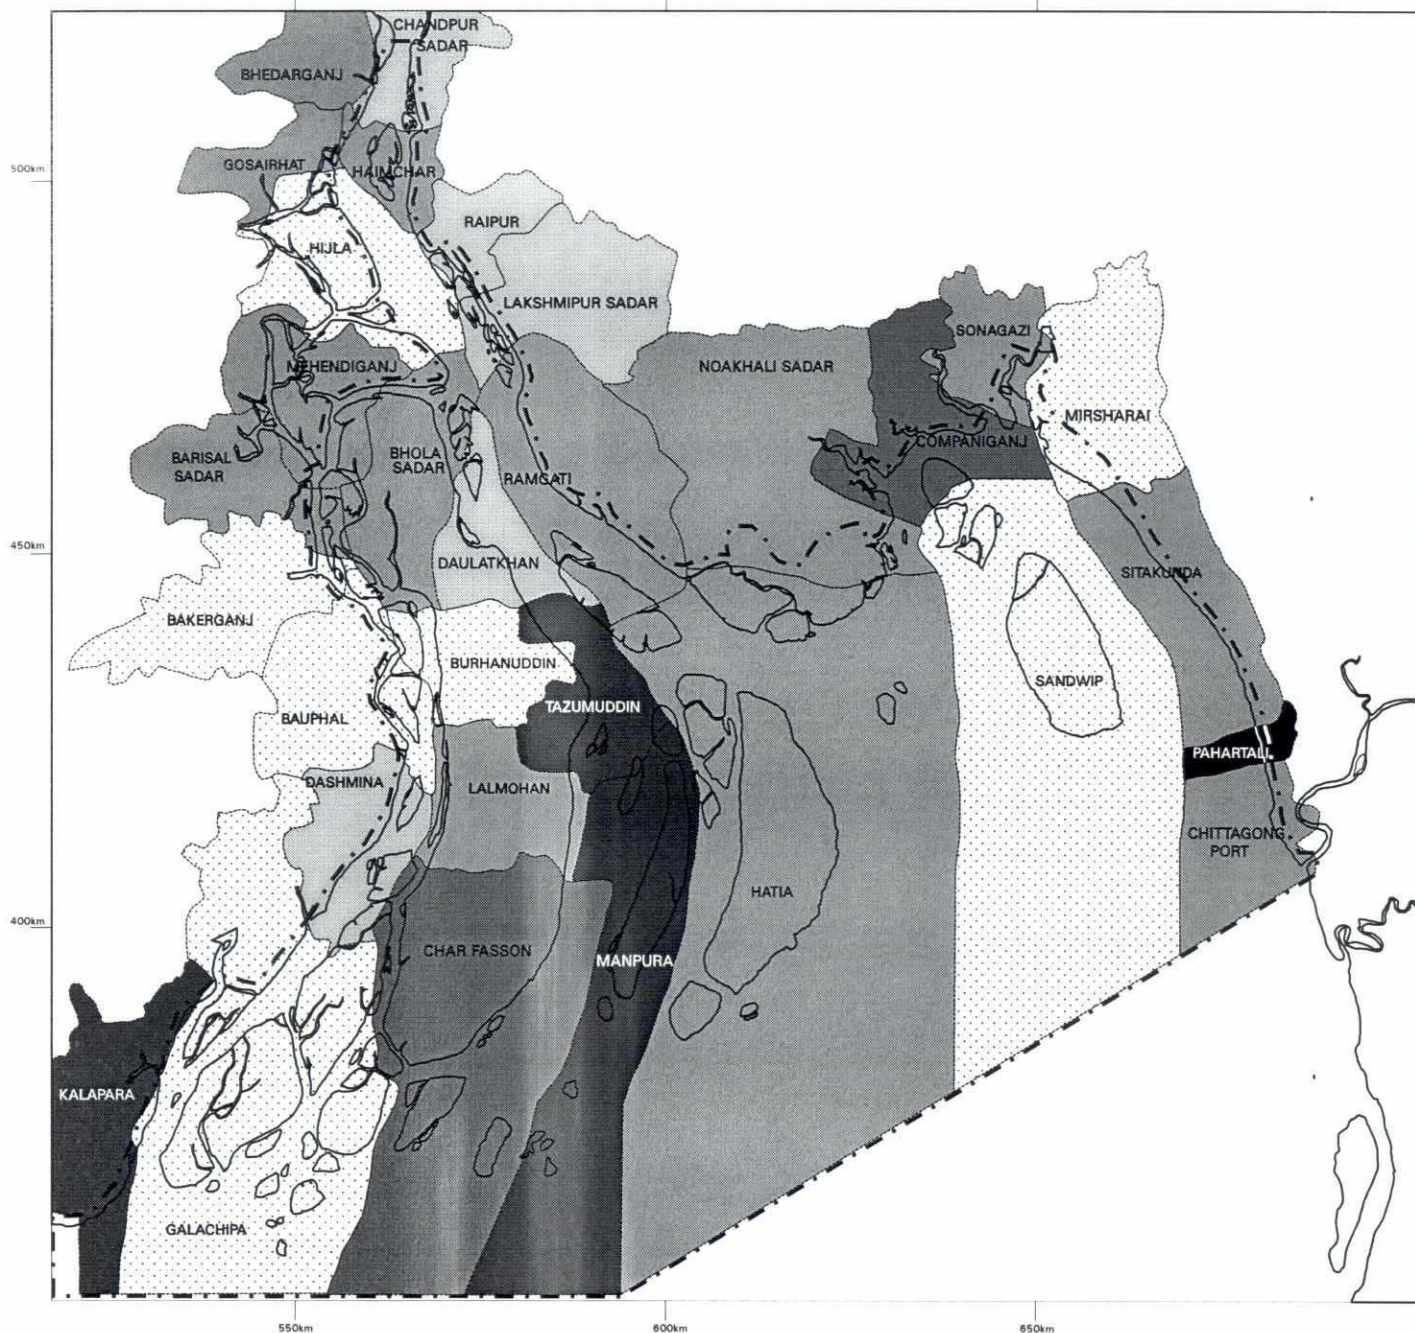 CHANDPUR
SADAR
BHEDARGANJ
GOSAIRHAT
HAIMCHAR
500km
RAIPUR
HIJLA
LAKSHMIPUR SADAR
SONAGAZI
MEHENDIGANJ
NOAKHALI SADAR
MIRSHARAI
COMPANIGANJ
BARISAL
SADAR
BHOLA
SADAR
RAMGATI
450km
DAULATKHAN
SITAKUNDA
BAKERGANJ
BURHANUDDIN
SANDWIP
TAZUMUDDIN
BAUPHAL
PAHARTALI
DASHMINA
LALMOHAN
CHITTAGONG
PORT
HATIA
400km
CHAR FASSON
MANPURA
KALAPARA
GALACHIPA
550km
600km
650km